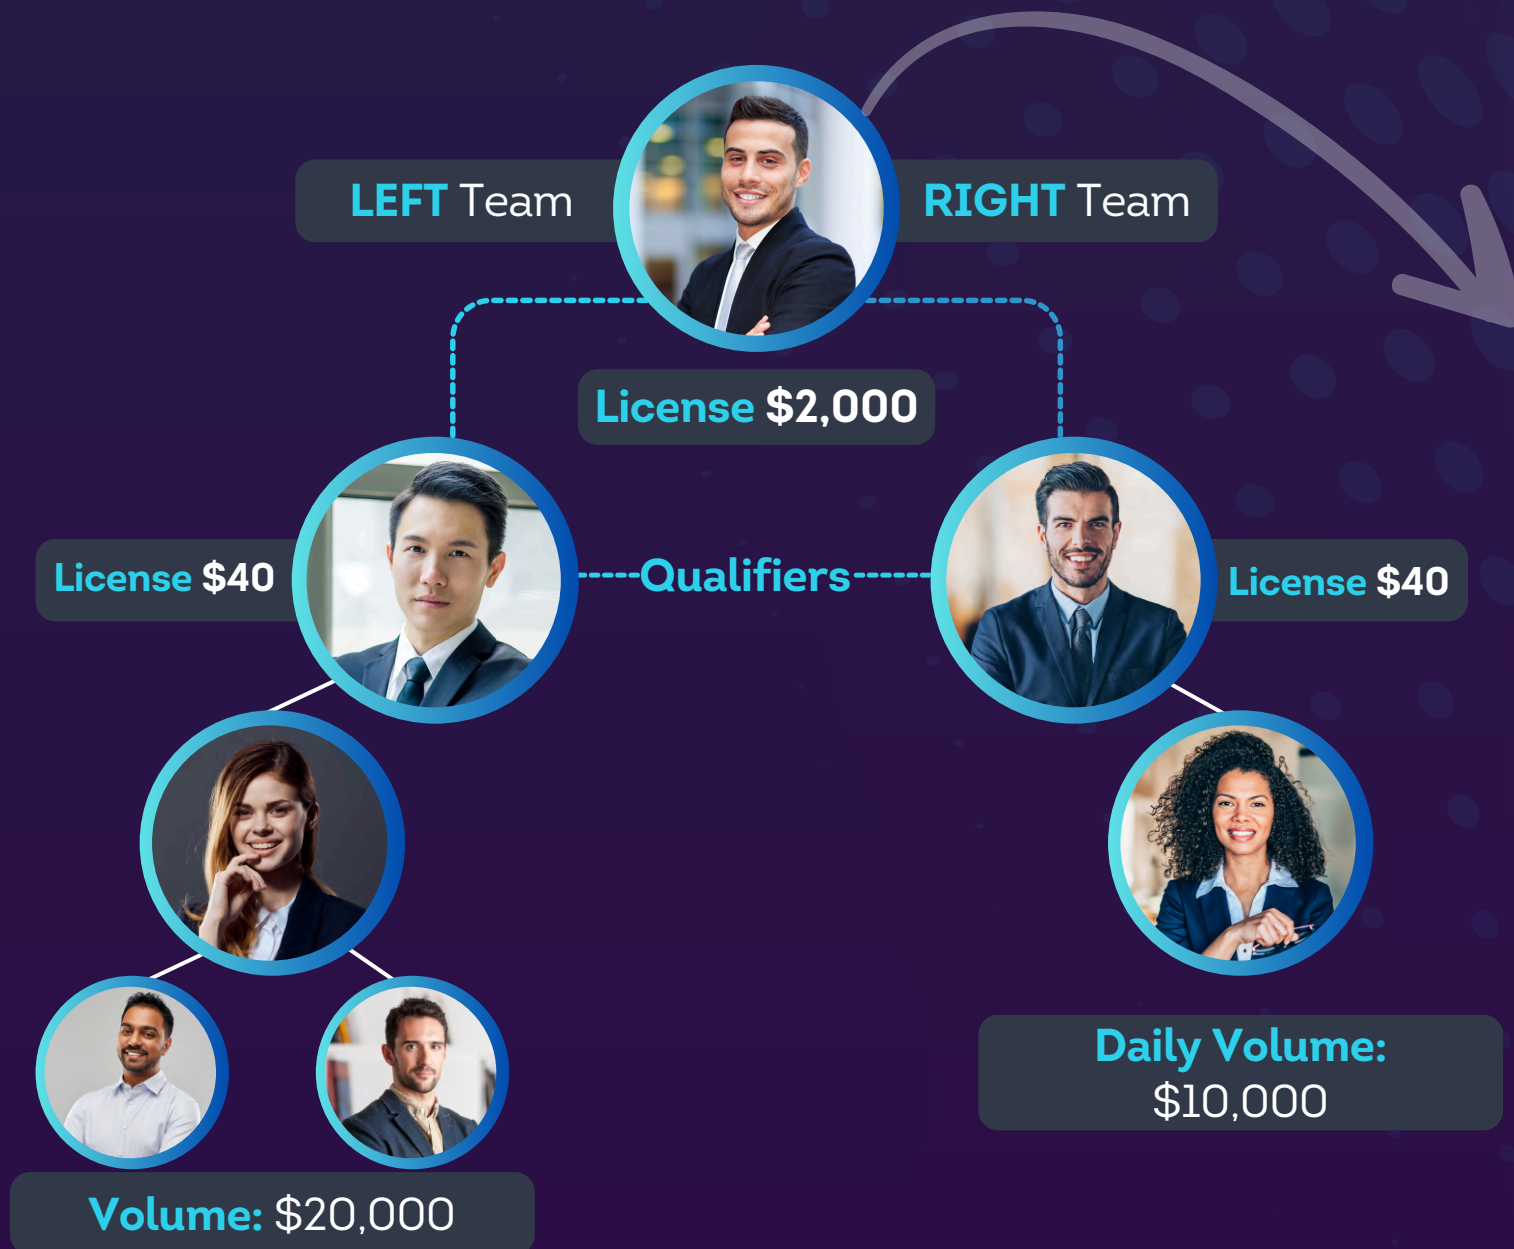 LEFT Team
RIGHT Team
License $2,000
License $40
Qualifiers
License $40
Daily Volume:
$10,000
Volume: $20,000